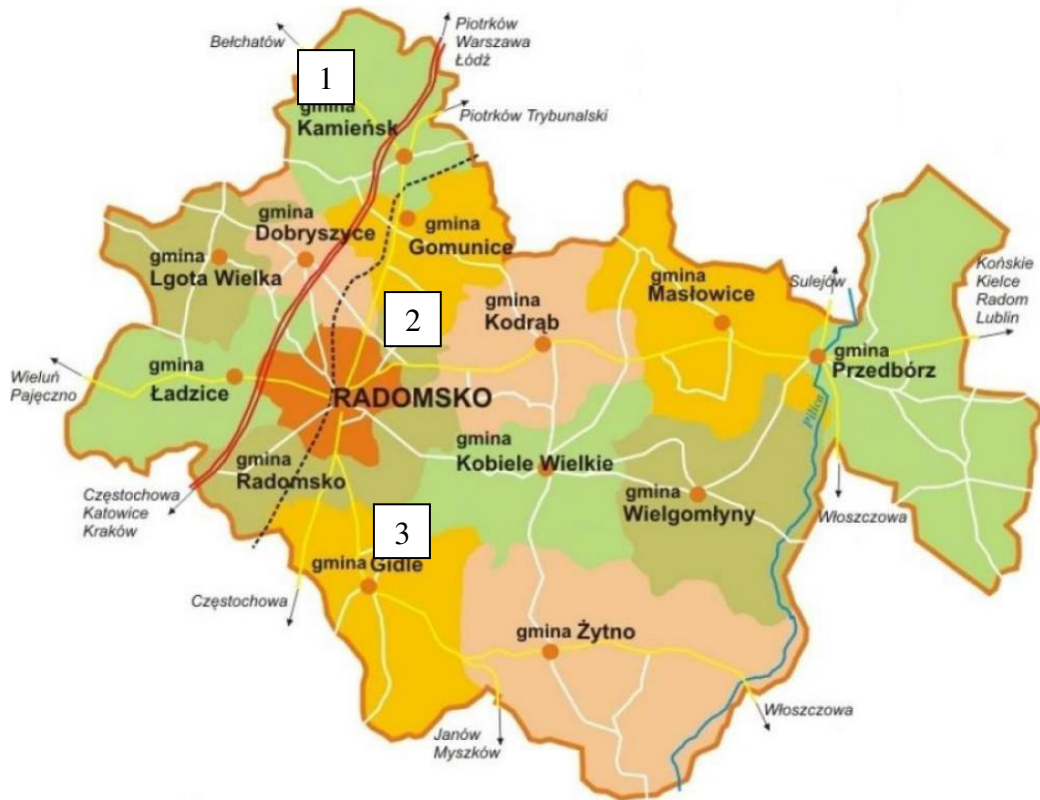 Bełchatów
Piotrków
Warszawa
Łódź
1
gmina
Kamieńsk
Piotrków Trybunalski
gmina
Dobryszyce
gmina
Gomunice
gmina
Lgota Wielka
gmina
Masłowice
Sulejów
Końskie
Kielce
Radom
Lublin
2
gmina
Kodrąb
gmina
Przedbórz
Wieluń
Pajęczno
gmina
Ładzice
RADOMSKO
Pilica
gmina
Kobiele Wielkie
gmina
Radomsko
gmina
Wielgomłyny
Częstochowa
Katowice
Kraków
3
Włoszczowa
gmina Gidle
Częstochowa
gmina Żytno
Włoszczowa
Janów
Myszków